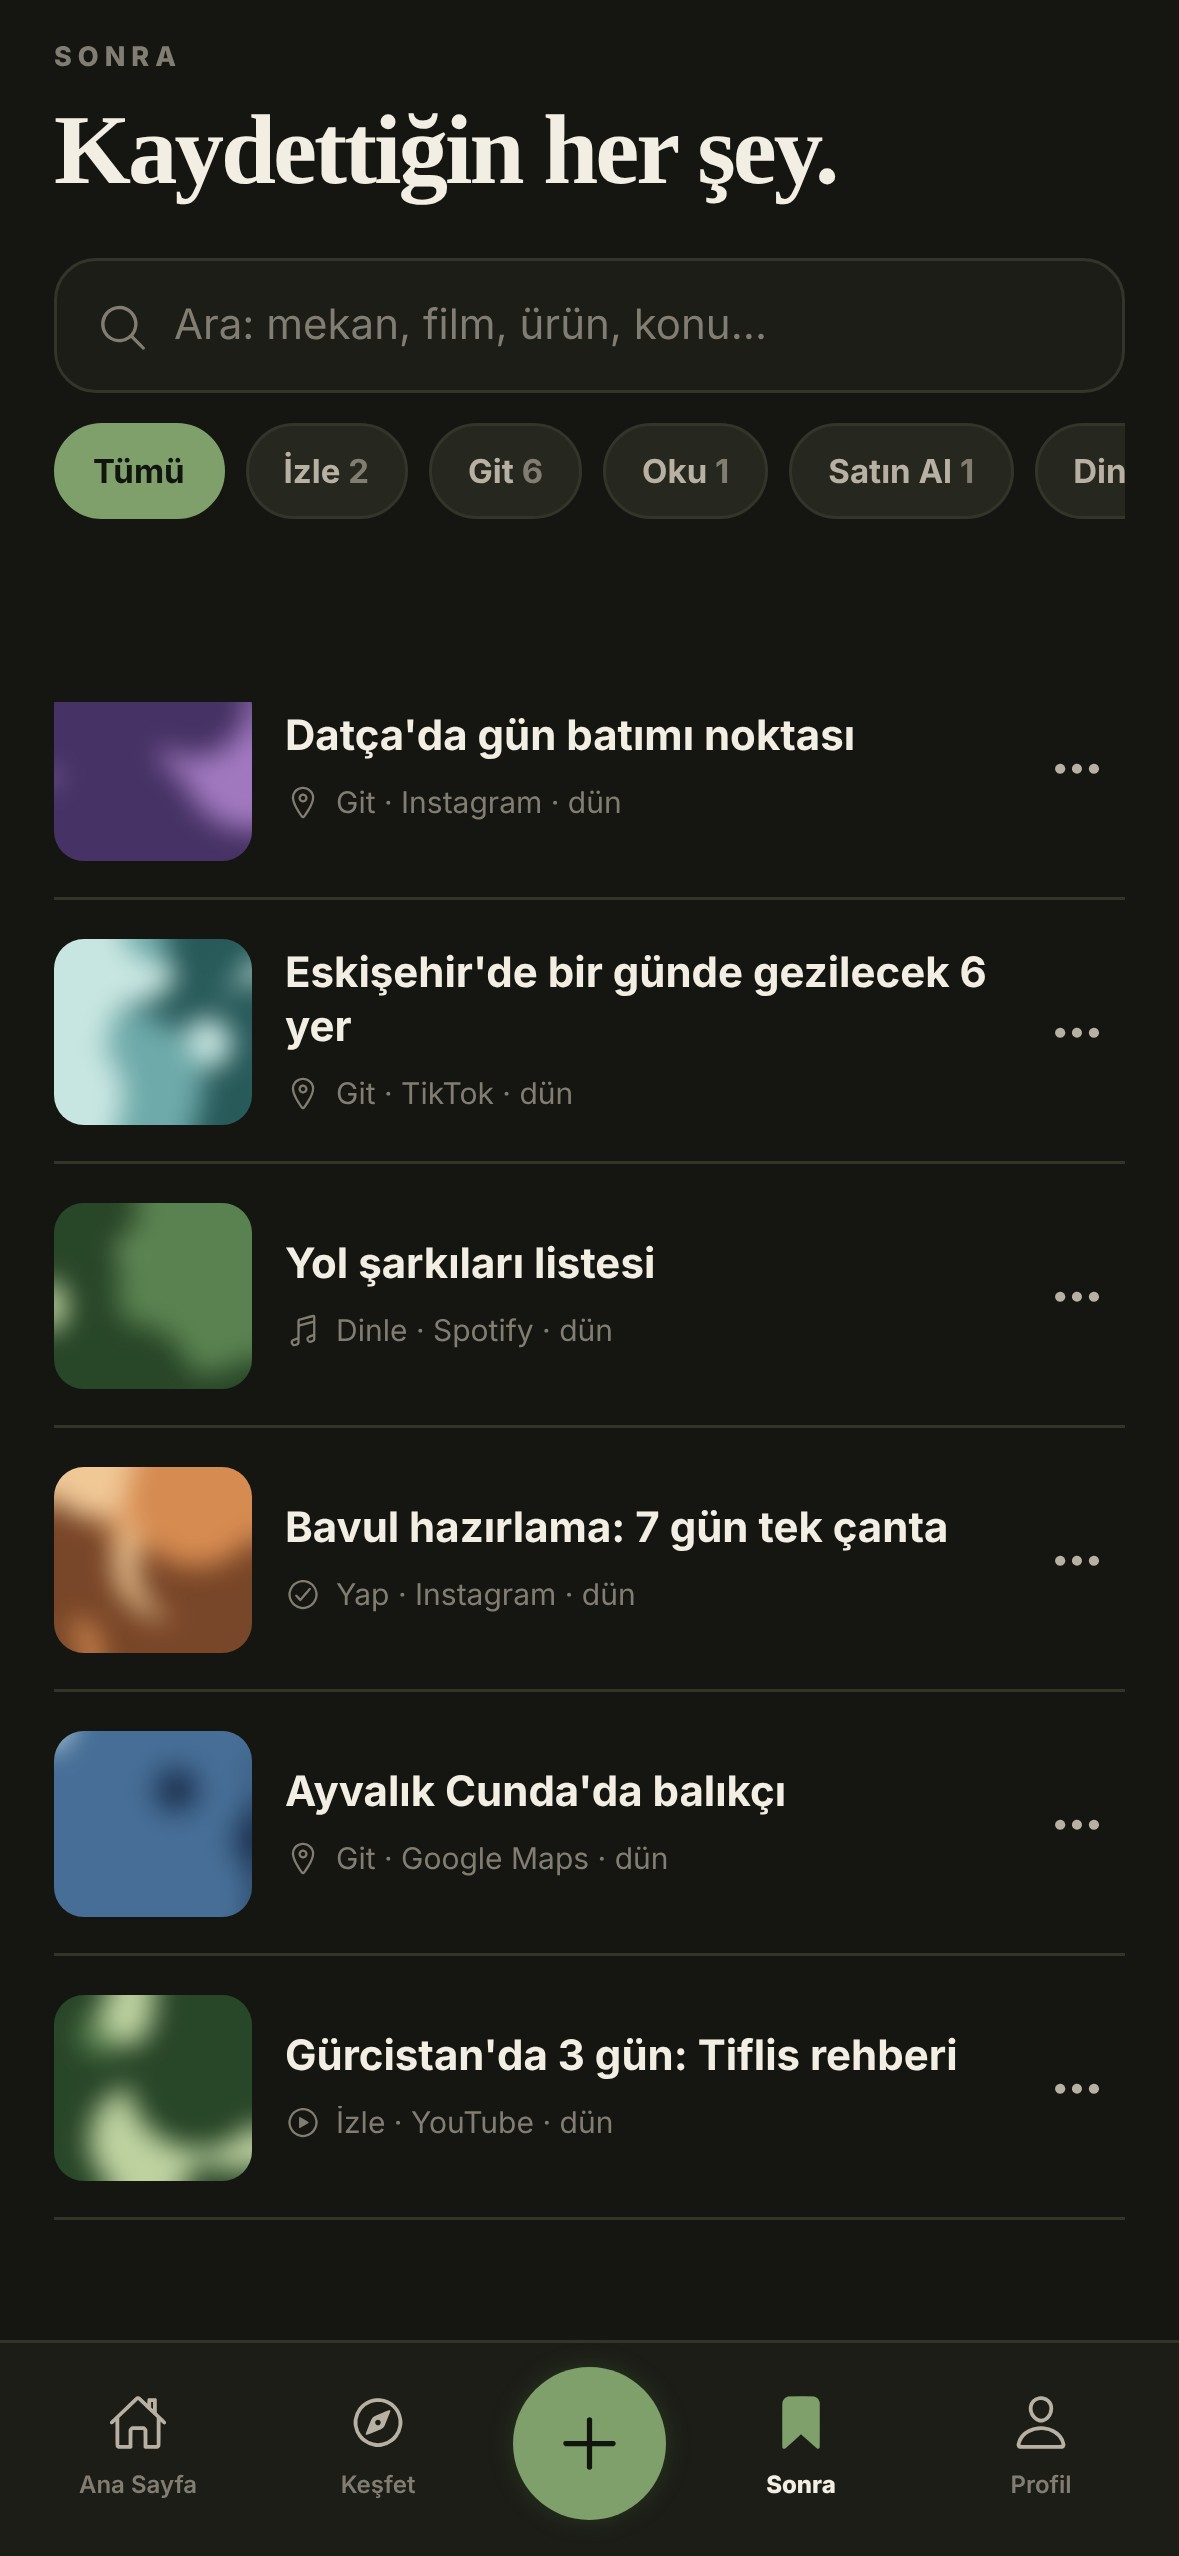 SONRA
Kaydettiğin her şey.
Ara: mekan, film, ürün, konu...
Tümü
İzle 2
Git 6
Oku 1
Satın Al 1
Din
Datça'da gün batımı noktası
Git · Instagram · dün
Eskişehir'de bir günde gezilecek 6
yer
Git · TikTok · dün
Yol şarkıları listesi
Dinle · Spotify · dün
Bavul hazırlama: 7 gün tek çanta
Yap · Instagram · dün
Ayvalık Cunda'da balıkçı
Git · Google Maps · dün
Gürcistan'da 3 gün: Tiflis rehberi
İzle · YouTube · dün
Ana Sayfa
Keşfet
Sonra
Profil